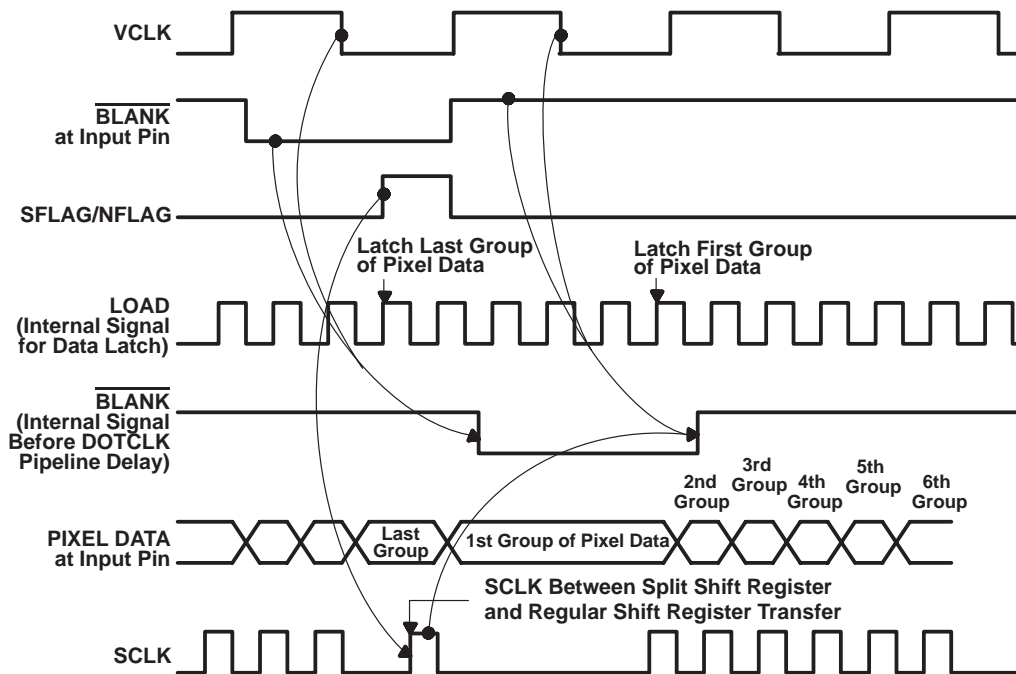 VCLK
BLANK
at Input Pin
SFLAG/NFLAG
Latch Last Group
of Pixel Data
Latch First Group
of Pixel Data
LOAD
(Internal Signal
for Data Latch)
BLANK
(Internal Signal
Before DOTCLK
Pipeline Delay)
2nd
Group
3rd
Group
4th
Group
5th
Group
6th
Group
PIXEL DATA
at Input Pin
Last
Group
1st Group of Pixel Data
SCLK Between Split Shift Register
and Regular Shift Register Transfer
SCLK